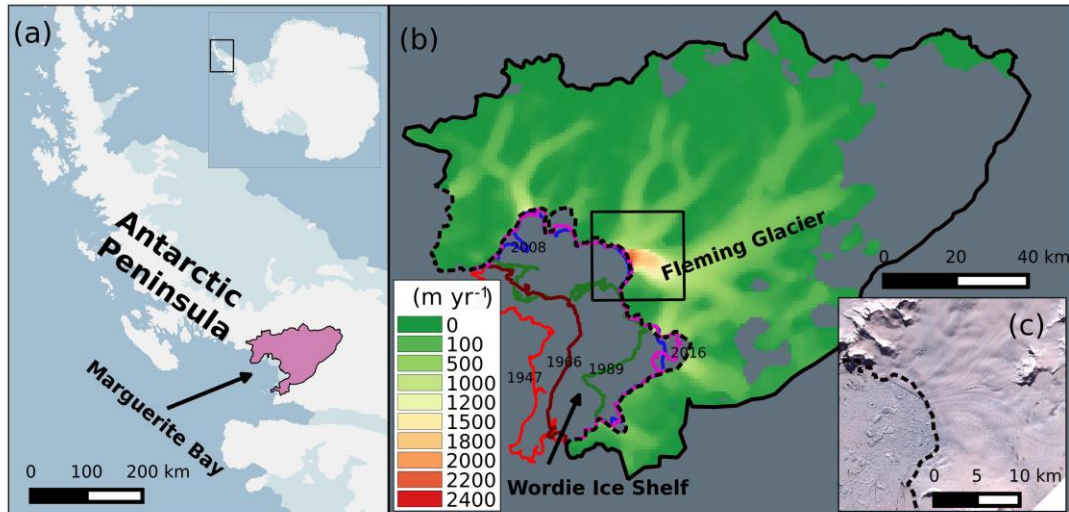 (a)
Antarctic
Peninsula
Marguerite Bay
0 100 200 km
(b)
2008
Fleming Glacier
0 20 40 km
(m yr⁻¹)
0
100
500
1000
1200
1500
1800
2000
2200
2400
1947
1966
1989
2016
Wordie Ice Shelf
(c)
0 5 10 km